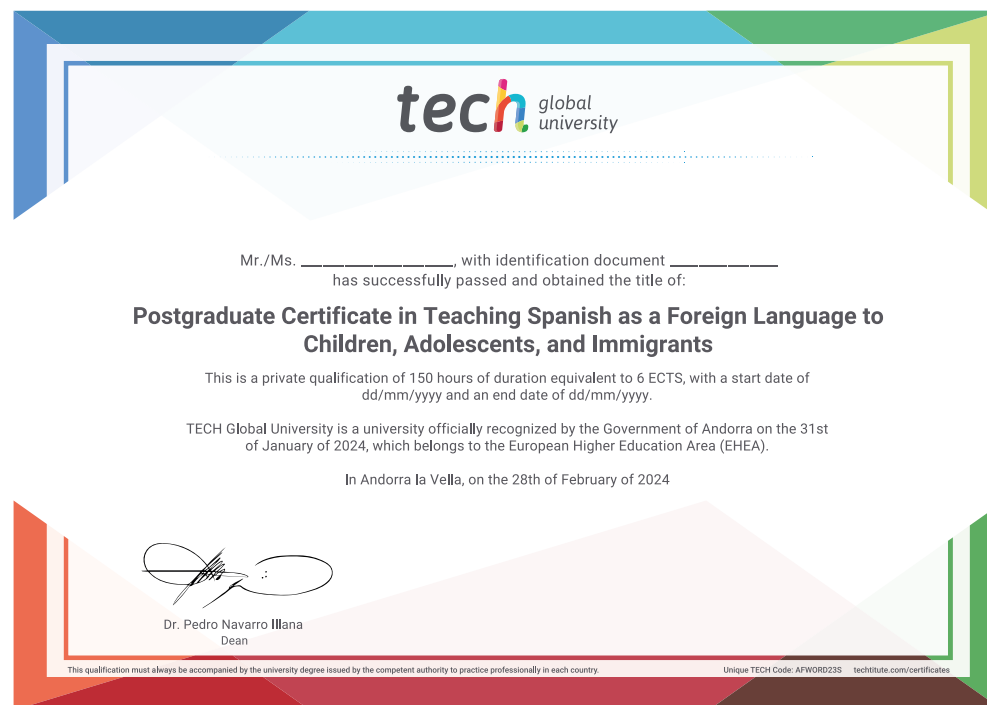 tech global university
Mr./Ms. __________________, with identification document _____________
has successfully passed and obtained the title of:
Postgraduate Certificate in Teaching Spanish as a Foreign Language to
Children, Adolescents, and Immigrants
This is a private qualification of 150 hours of duration equivalent to 6 ECTS, with a start date of
dd/mm/yyyy and an end date of dd/mm/yyyy.
TECH Global University is a university officially recognized by the Government of Andorra on the 31st
of January of 2024, which belongs to the European Higher Education Area (EHEA).
In Andorra la Vella, on the 28th of February of 2024
Dr. Pedro Navarro Illana
Dean
This qualification must always be accompanied by the university degree issued by the competent authority to practice professionally in each country.
Unique TECH Code: AFWORD23S techtitute.com/certificates